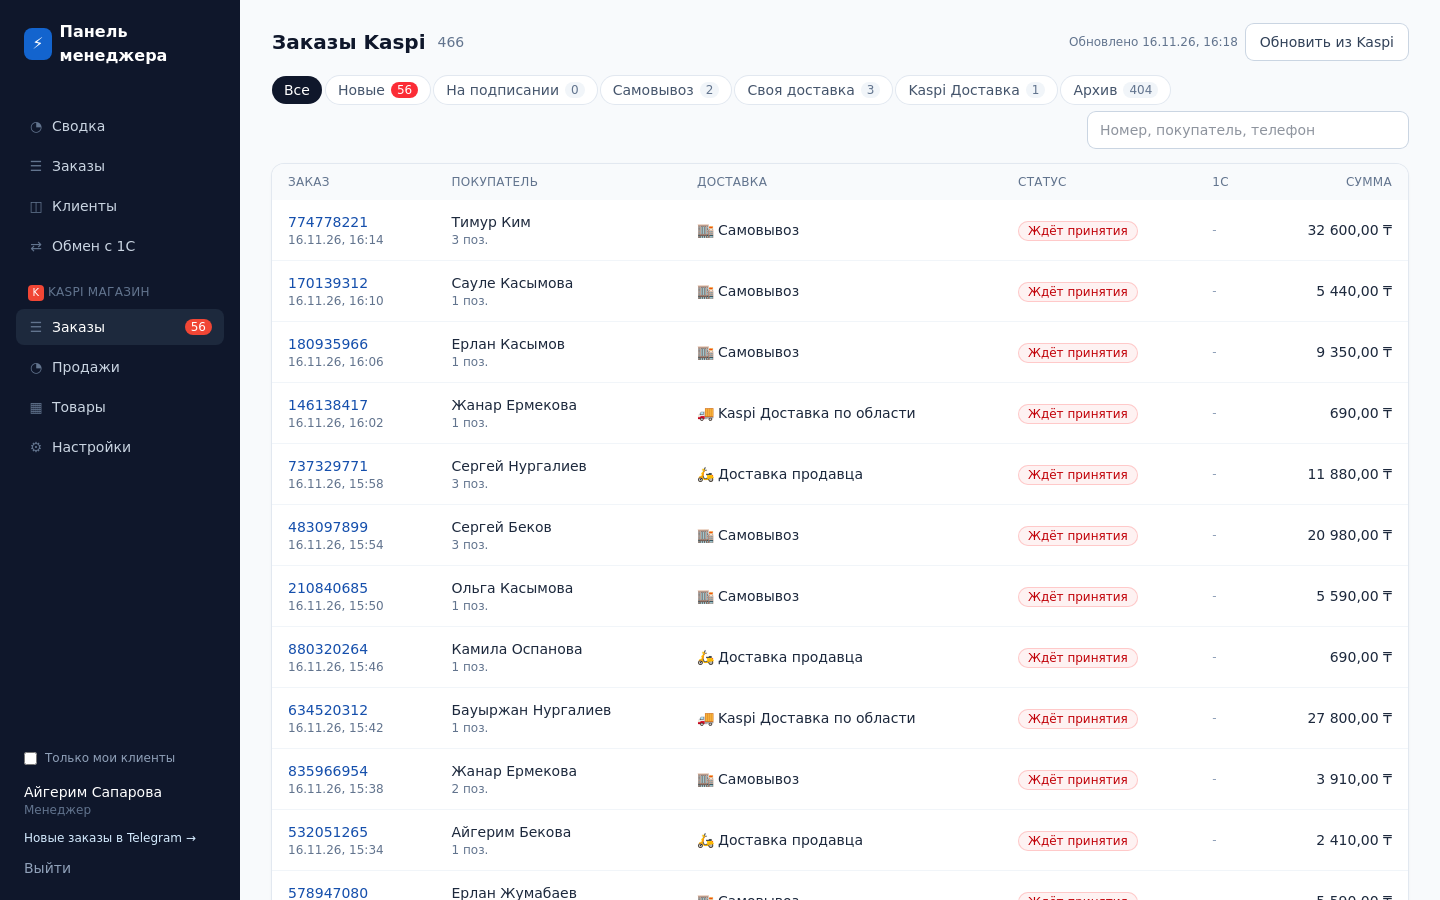 ⚡ Панель менеджера
Сводка
Заказы
Клиенты
Обмен с 1С
K KASPI МАГАЗИН
Заказы 56
Продажи
Товары
Настройки
Только мои клиенты
Айгерим Сапарова
Менеджер
Новые заказы в Telegram →
Выйти
Заказы Kaspi 466
Обновлено 16.11.26, 16:18 Обновить из Kaspi
Все Новые 56 На подписании 0 Самовывоз 2 Своя доставка 3 Kaspi Доставка 1 Архив 404
Номер, покупатель, телефон
ЗАКАЗ ПОКУПАТЕЛЬ ДОСТАВКА СТАТУС 1С СУММА
774778221 Тимур Ким Самовывоз Ждёт принятия - 32 600,00 ₸
16.11.26, 16:14 3 поз.
170139312 Сауле Касымова Самовывоз Ждёт принятия - 5 440,00 ₸
16.11.26, 16:10 1 поз.
180935966 Ерлан Касымов Самовывоз Ждёт принятия - 9 350,00 ₸
16.11.26, 16:06 1 поз.
146138417 Жанар Ермекова Kaspi Доставка по области Ждёт принятия - 690,00 ₸
16.11.26, 16:02 1 поз.
737329771 Сергей Нургалиев Доставка продавца Ждёт принятия - 11 880,00 ₸
16.11.26, 15:58 3 поз.
483097899 Сергей Беков Самовывоз Ждёт принятия - 20 980,00 ₸
16.11.26, 15:54 3 поз.
210840685 Ольга Касымова Самовывоз Ждёт принятия - 5 590,00 ₸
16.11.26, 15:50 1 поз.
880320264 Камила Оспанова Доставка продавца Ждёт принятия - 690,00 ₸
16.11.26, 15:46 1 поз.
634520312 Бауыржан Нургалиев Kaspi Доставка по области Ждёт принятия - 27 800,00 ₸
16.11.26, 15:42 1 поз.
835966954 Жанар Ермекова Самовывоз Ждёт принятия - 3 910,00 ₸
16.11.26, 15:38 2 поз.
532051265 Айгерим Бекова Доставка продавца Ждёт принятия - 2 410,00 ₸
16.11.26, 15:34 1 поз.
578947080 Ерлан Жумабаев Самовывоз Ждёт принятия 5 590,00 ₸